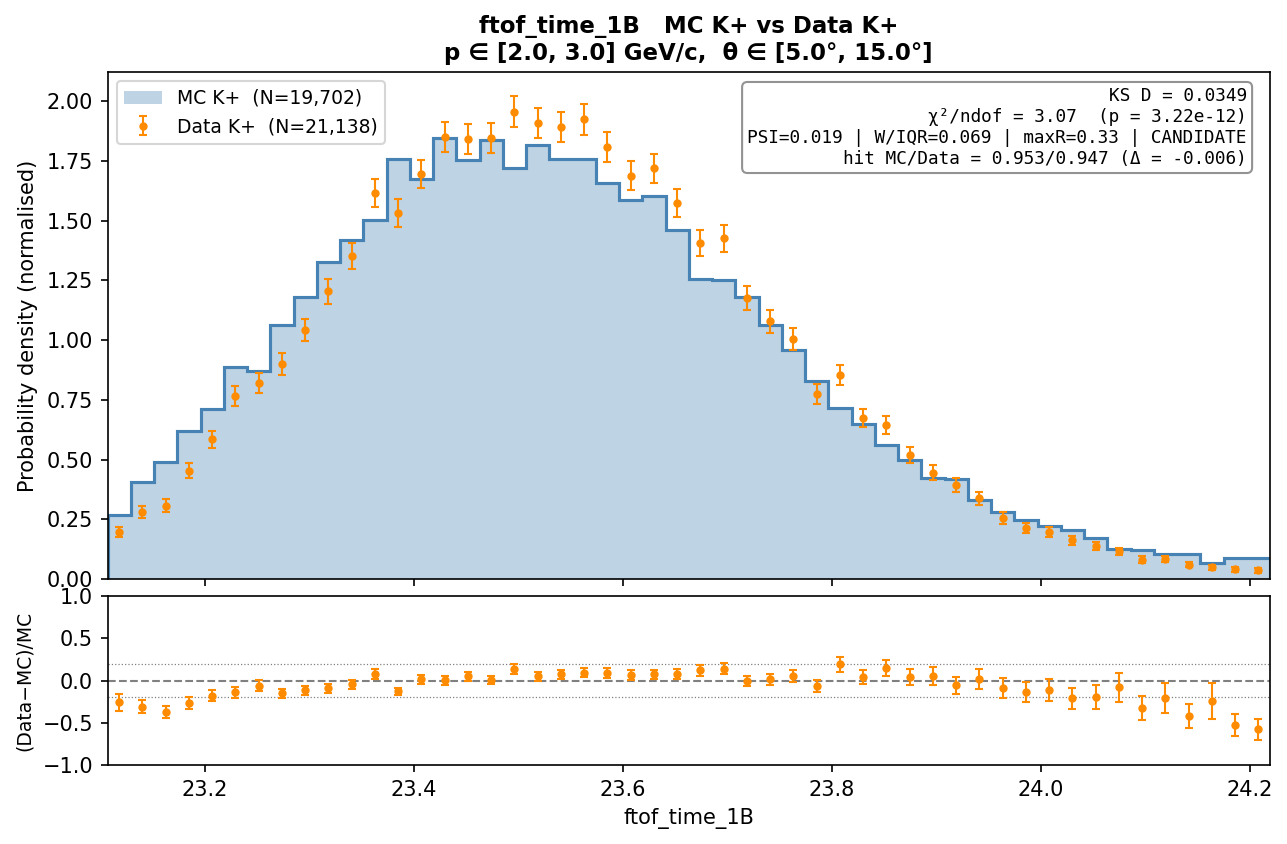 ftof_time_1B   MC K+ vs Data K+
p ∈ [2.0, 3.0] GeV/c,  θ ∈ [5.0°, 15.0°]
MC K+  (N=19,702)
Data K+  (N=21,138)
KS D = 0.0349
χ²/ndof = 3.07  (p = 3.22e-12)
PSI=0.019 | W/IQR=0.069 | maxR=0.33 | CANDIDATE
hit MC/Data = 0.953/0.947 (Δ = -0.006)
Probability density (normalised)
2.00
1.75
1.50
1.25
1.00
0.75
0.50
0.25
0.00
(Data−MC)/MC
1.0
0.5
0.0
−0.5
−1.0
23.2
23.4
23.6
23.8
24.0
24.2
ftof_time_1B